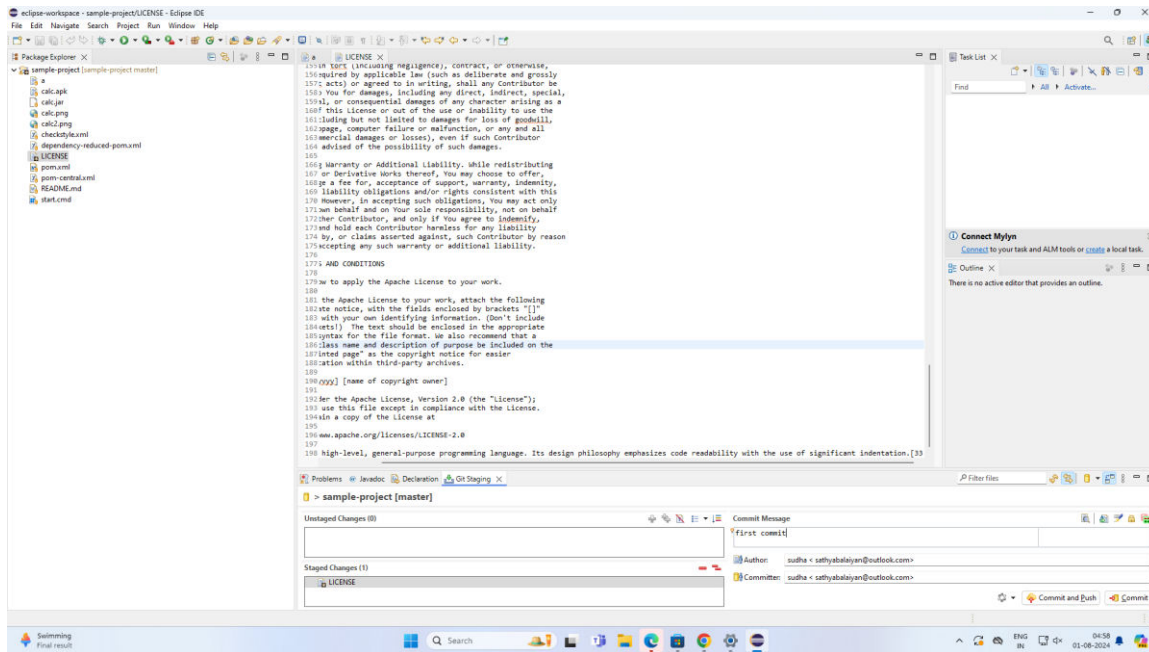 eclipse-workspace - sample-project/LICENSE - Eclipse IDE
File Edit Navigate Search Project Run Window Help
Package Explorer
sample-project [sample-project master]
a
calc.apk
calc.jar
calc.png
calc2.png
checkstyle.xml
dependency-reduced-pom.xml
LICENSE
pom.xml
pom-central.xml
README.md
start.cmd
a LICENSE
155 in tort (including negligence), contract, or otherwise,
156 quired by applicable law (such as deliberate and grossly
157 acts) or agreed to in writing, shall any Contributor be
158 You for damages, including any direct, indirect, special,
159 al, or consequential damages of any character arising as a
160 f this License or out of the use or inability to use the
161 luding but not limited to damages for loss of goodwill,
162 ppage, computer failure or malfunction, or any and all
163 mmercial damages or losses), even if such Contributor
164 advised of the possibility of such damages.
165
166 g Warranty or Additional Liability. While redistributing
167 or Derivative Works thereof, You may choose to offer,
168 ge a fee for, acceptance of support, warranty, indemnity,
169 liability obligations and/or rights consistent with this
170 However, in accepting such obligations, You may act only
171 wn behalf and on Your sole responsibility, not on behalf
172 ther Contributor, and only if You agree to indemnify,
173 nd hold each Contributor harmless for any liability
174 by, or claims asserted against, such Contributor by reason
175 ccepting any such warranty or additional liability.
176
177 S AND CONDITIONS
178
179 ow to apply the Apache License to your work.
180
181 the Apache License to your work, attach the following
182 ate notice, with the fields enclosed by brackets "[]"
183 with your own identifying information. (Don't include
184 ckets!) The text should be enclosed in the appropriate
185 syntax for the file format. We also recommend that a
186 class name and description of purpose be included on the
187 inted page" as the copyright notice for easier
188 cation within third-party archives.
189
190 yyyy] [name of copyright owner]
191
192 der the Apache License, Version 2.0 (the "License");
193 use this file except in compliance with the License.
194 ain a copy of the License at
195
196 ww.apache.org/licenses/LICENSE-2.0
197
198 high-level, general-purpose programming language. Its design philosophy emphasizes code readability with the use of significant indentation.[33
Task List
Find All Activate...
Connect Mylyn
Connect to your task and ALM tools or create a local task.
Outline
There is no active editor that provides an outline.
Problems Javadoc Declaration Git Staging
Filter files
> sample-project [master]
Unstaged Changes (0)
Staged Changes (1)
LICENSE
Commit Message
first commit
Author: sudha < sathyabalaiyan@outlook.com>
Committer: sudha < sathyabalaiyan@outlook.com>
Commit and Push Commit
Swimming
Final result
Search
ENG
IN
04:58
01-08-2024